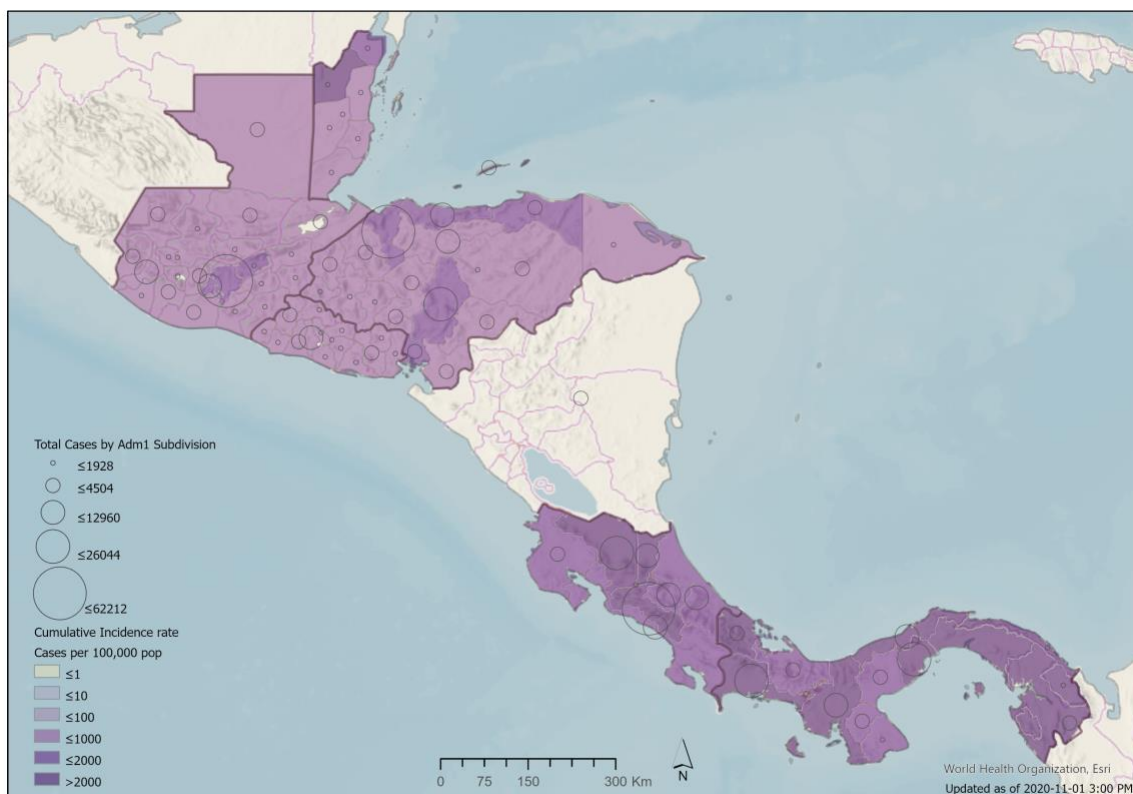 Total Cases by Adm1 Subdivision
≤1928
≤4504
≤12960
≤26044
≤62212
Cumulative Incidence rate
Cases per 100,000 pop
≤1
≤10
≤100
≤1000
≤2000
>2000
0 75 150 300 Km
N
World Health Organization, Esri
Updated as of 2020-11-01 3:00 PM